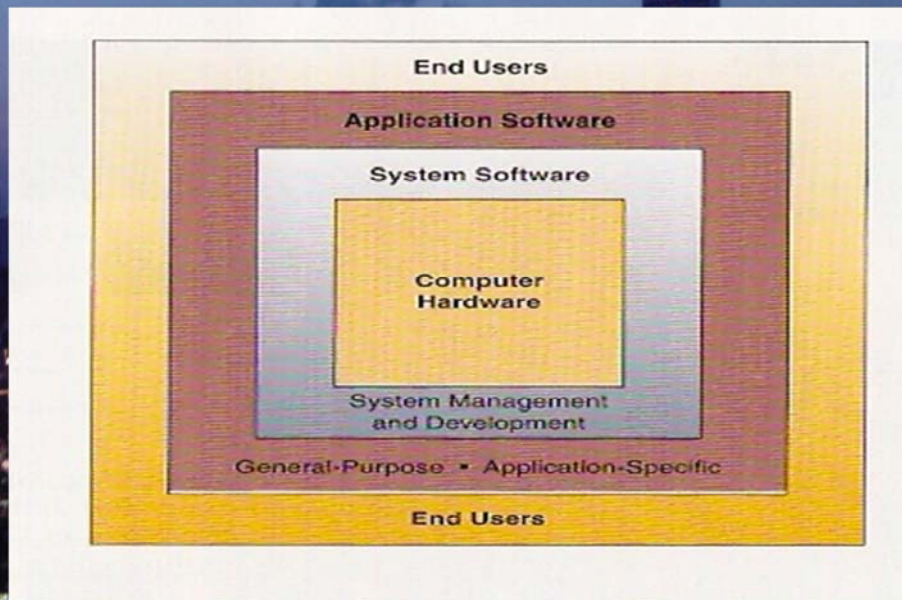 End Users
Application Software
System Software
Computer
Hardware
System Management
and Development
General-Purpose • Application-Specific
End Users